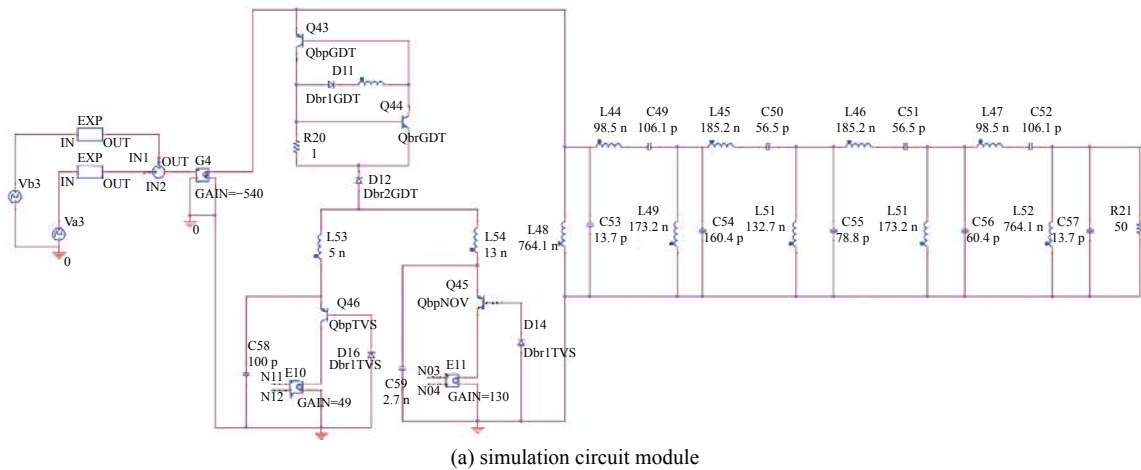 Q43
QbpGDT
D11
Dbr1GDT
Q44
QbrGDT
R20
1
D12
Dbr2GDT
EXP
IN
OUT
EXP
IN
OUT
IN1
OUT
IN2
G4
GAIN=−540
0
Vb3
Va3
0
L53
5 n
L54
13 n
Q46
QbpTVS
Q45
QbpNOV
D16
Dbr1TVS
D14
Dbr1TVS
C58
100 p
N11
N12
E10
GAIN=49
C59
2.7 n
N03
N04
E11
GAIN=130
L44
98.5 n
C49
106.1 p
L45
185.2 n
C50
56.5 p
L46
185.2 n
C51
56.5 p
L47
98.5 n
C52
106.1 p
L48
764.1 n
C53
13.7 p
L49
173.2 n
C54
160.4 p
L51
132.7 n
C55
78.8 p
L51
173.2 n
C56
60.4 p
L52
764.1 n
C57
13.7 p
R21
50
(a) simulation circuit module